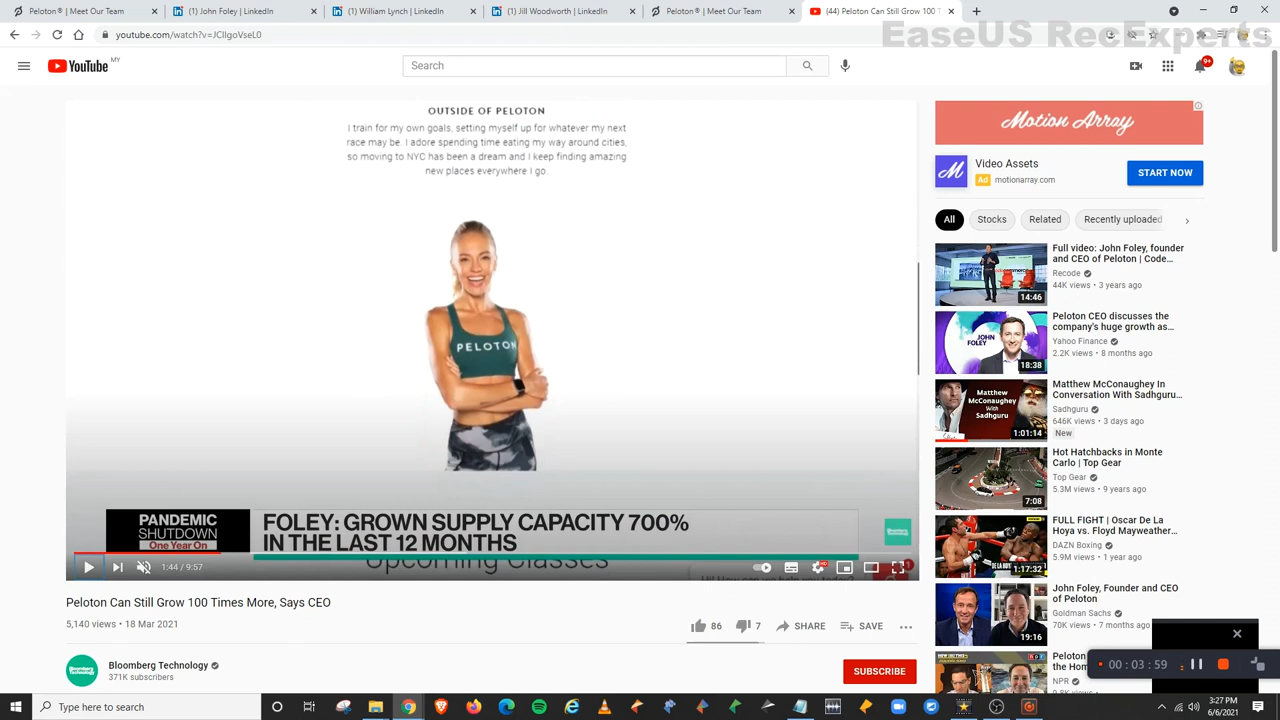 Peloton® | Meet Our Team
(1) John Foley | LinkedIn
(1) William Lynch | LinkedIn
(1) Jill Woodworth | LinkedIn
Peloton® | Meet Our Team
(44) Peloton Can Still Grow 100 T
youtube.com/watch?v=JCIlgoVseL0
EaseUS RecExperts
YouTube
MY
Search
9+
OUTSIDE OF PELOTON
I train for my own goals, setting myself up for whatever my next
race may be. I adore spending time eating my way around cities,
so moving to NYC has been a dream and I keep finding amazing
new places everywhere I go.
PELOTON
PANDEMIC
SHUTDOWN
One Year On
FOLEY: GROWN SUPPLY CAPACITY 700%
1:44 / 9:57
HD
Peloton Can Still Grow 100 Times More, Says CEO
5,140 views • 18 Mar 2021
86
7
SHARE
SAVE
Bloomberg Technology
371K subscribers
SUBSCRIBE
Motion Array
Video Assets
Ad motionarray.com
START NOW
All
Stocks
Related
Recently uploaded
Full video: John Foley, founder
and CEO of Peloton | Code...
Recode
44K views • 3 years ago
14:46
JOHN
FOLEY
Peloton CEO discusses the
company's huge growth as...
Yahoo Finance
2.2K views • 8 months ago
18:38
Matthew
McConaughey
With
Sadhguru
Matthew McConaughey In
Conversation With Sadhguru...
Sadhguru
646K views • 3 days ago
New
1:01:14
Hot Hatchbacks in Monte
Carlo | Top Gear
Top Gear
5.3M views • 9 years ago
7:08
FULL FIGHT | Oscar De La
Hoya vs. Floyd Mayweather...
DAZN Boxing
5.9M views • 1 year ago
1:17:32
John Foley, Founder and CEO
of Peloton
Goldman Sachs
70K views • 7 months ago
19:16
Peloton
the Hom
NPR
00 : 03 : 59
Type here to search
3:27 PM
6/6/2021